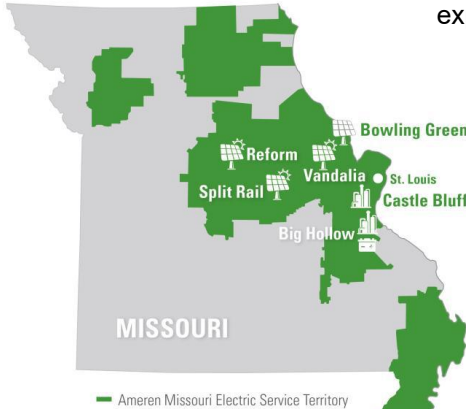 ex
Bowling Green
Reform
Vandalia
St. Louis
Split Rail
Castle Bluff
Big Hollow
MISSOURI
Ameren Missouri Electric Service Territory